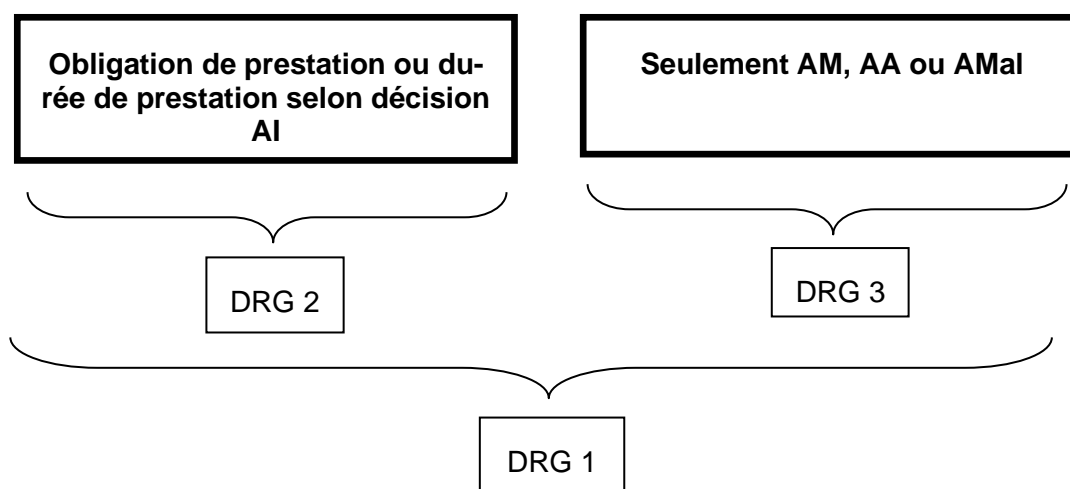 Obligation de prestation ou du-
rée de prestation selon décision
AI
Seulement AM, AA ou AMal
DRG 2
DRG 3
DRG 1